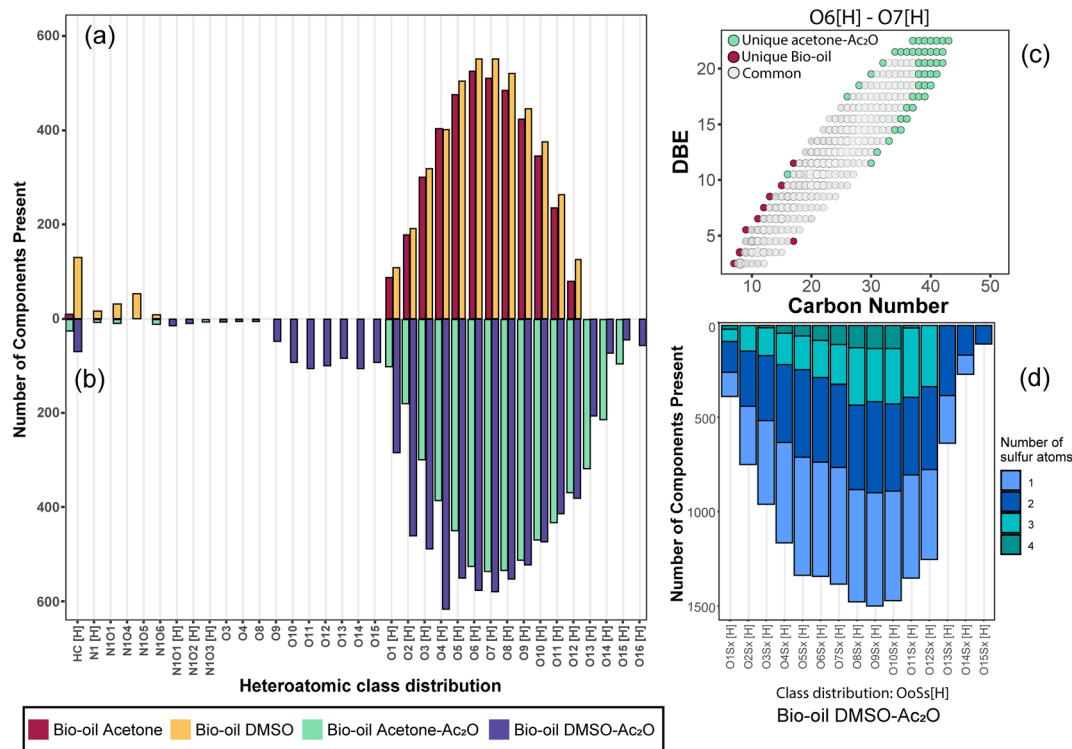 (a)
600
400
200
0
200
400
600
Number of Components Present
Number of Components Present
(b)
HC [H]
N1 [H]
N1O1
N1O4
N1O5
N1O6
N1O1 [H]
N1O2 [H]
N1O3 [H]
O3
O4
O8
O9
O10
O11
O12
O13
O14
O15
O1 [H]
O2 [H]
O3 [H]
O4 [H]
O5 [H]
O6 [H]
O7 [H]
O8 [H]
O9 [H]
O10 [H]
O11 [H]
O12 [H]
O13 [H]
O14 [H]
O15 [H]
O16 [H]
Heteroatomic class distribution
Bio-oil Acetone
Bio-oil DMSO
Bio-oil Acetone-Ac₂O
Bio-oil DMSO-Ac₂O
O6[H] - O7[H]
(c)
Unique acetone-Ac₂O
Unique Bio-oil
Common
DBE
20
15
10
5
10
20
30
40
50
Carbon Number
(d)
Number of Components Present
0
500
1000
1500
Number of
sulfur atoms
1
2
3
4
O1Sx [H]
O2Sx [H]
O3Sx [H]
O4Sx [H]
O5Sx [H]
O6Sx [H]
O7Sx [H]
O8Sx [H]
O9Sx [H]
O10Sx [H]
O11Sx [H]
O12Sx [H]
O13Sx [H]
O14Sx [H]
O15Sx [H]
Class distribution: OoSs[H]
Bio-oil DMSO-Ac₂O